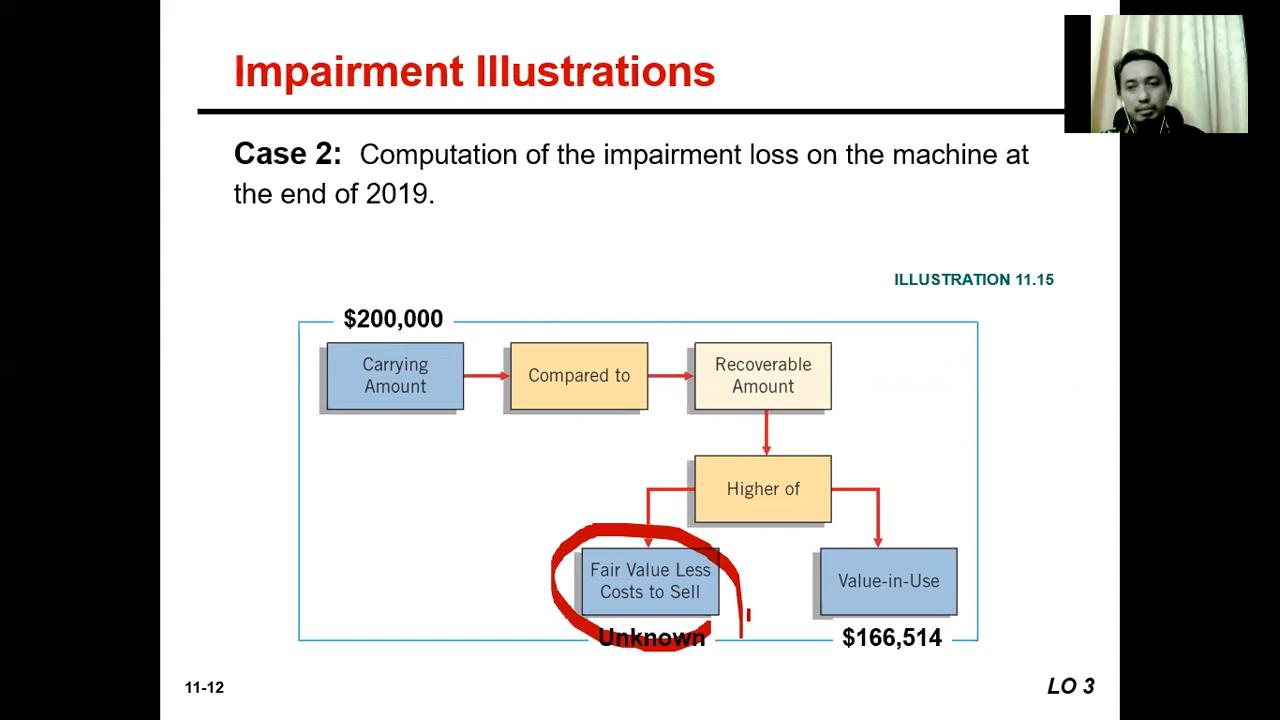 Impairment Illustrations
Case 2: Computation of the impairment loss on the machine at
the end of 2019.
ILLUSTRATION 11.15
$200,000
Carrying
Amount
Compared to
Recoverable
Amount
Higher of
Fair Value Less
Costs to Sell
Value-in-Use
Unknown
$166,514
11-12
LO 3